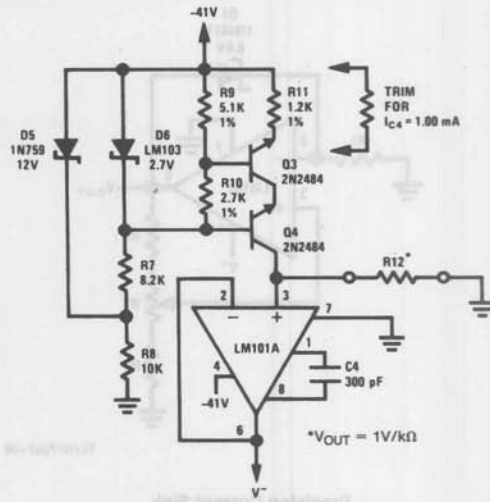 -41V
R9
5.1K
1%
R11
1.2K
1%
TRIM
FOR
IC4 = 1.00 mA
D5
1N759
12V
D6
LM103
2.7V
Q3
2N2484
R10
2.7K
1%
Q4
2N2484
R7
8.2K
R12*
2
3
7
LM101A
1
R8
10K
4
-41V
8
C4
300 pF
6
*VOUT = 1V/kΩ
V-